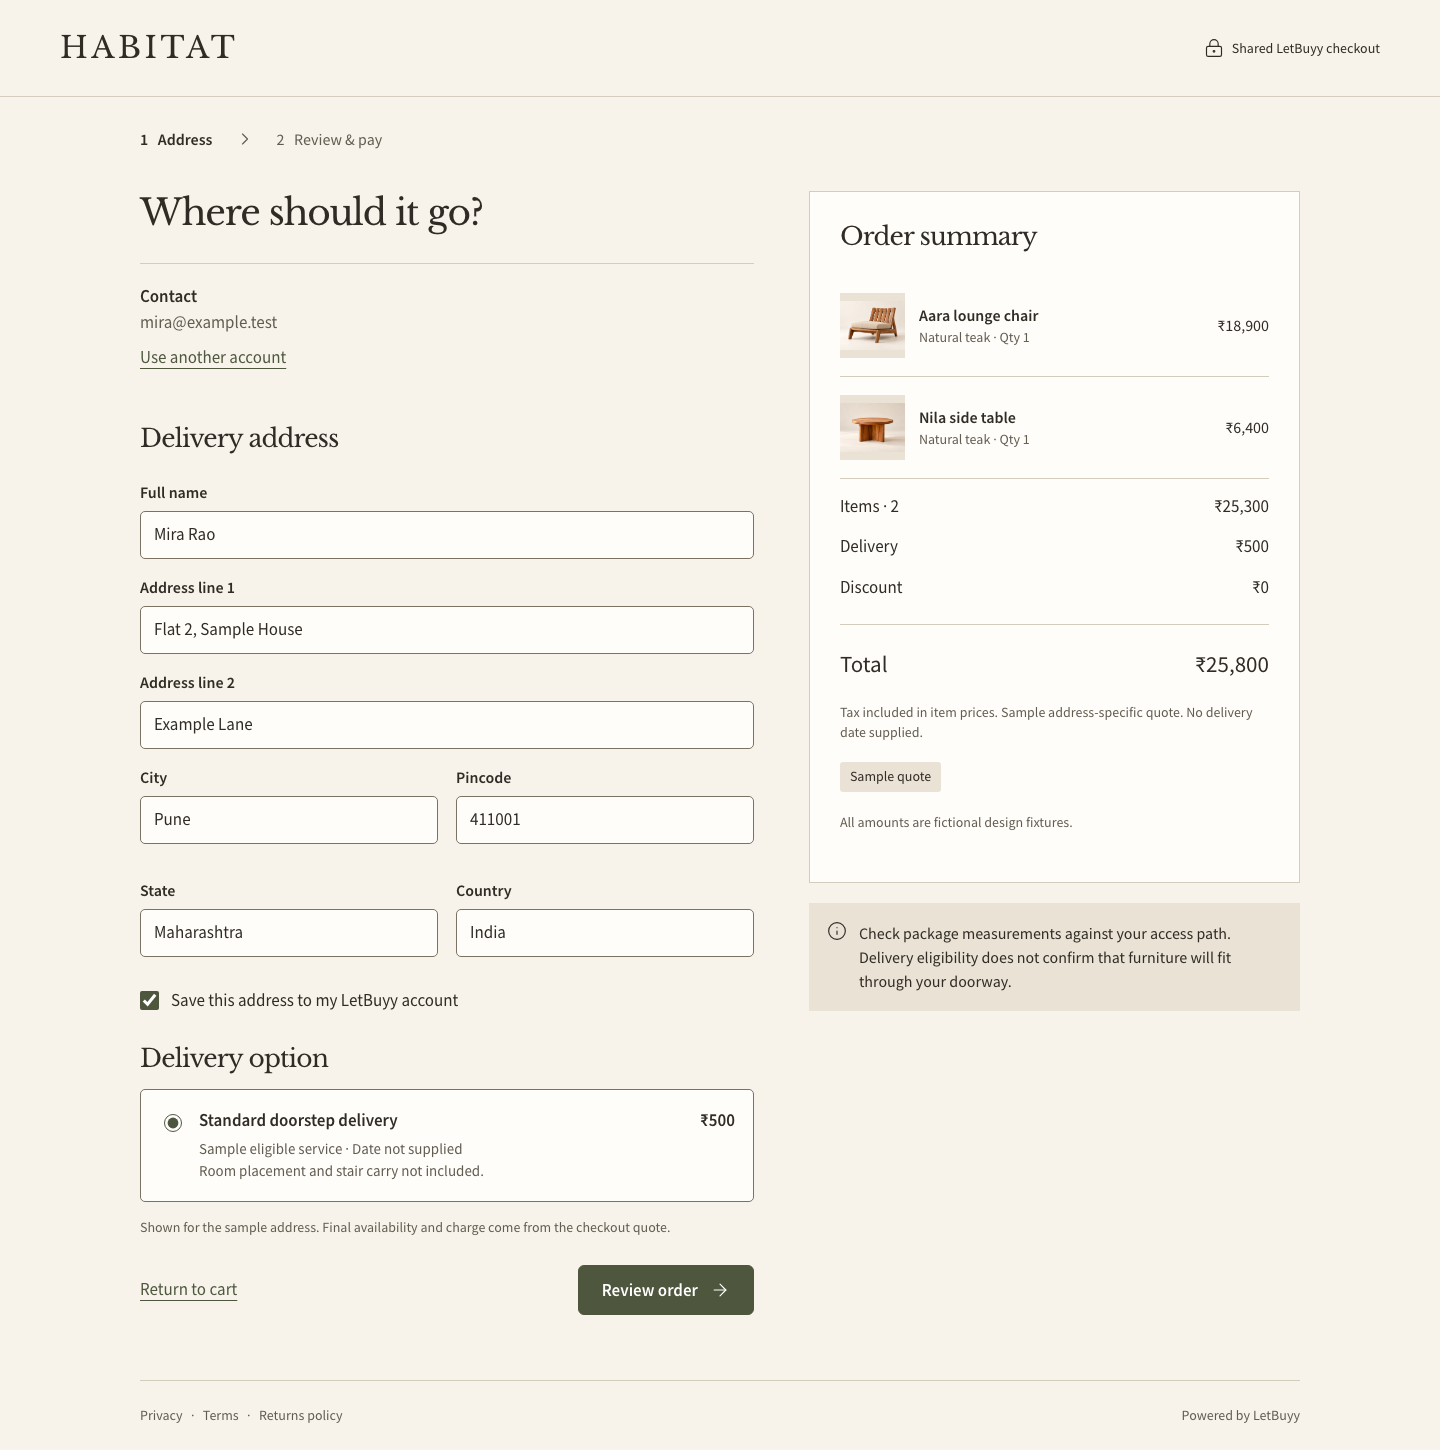 HABITAT
Shared LetBuyy checkout
1 Address
2 Review & pay
Where should it go?
Contact
mira@example.test
Use another account
Delivery address
Full name
Mira Rao
Address line 1
Flat 2, Sample House
Address line 2
Example Lane
City
Pincode
Pune
411001
State
Country
Maharashtra
India
Save this address to my LetBuyy account
Delivery option
Standard doorstep delivery
₹500
Sample eligible service · Date not supplied
Room placement and stair carry not included.
Shown for the sample address. Final availability and charge come from the checkout quote.
Return to cart
Review order
Order summary
Aara lounge chair
Natural teak · Qty 1
₹18,900
Nila side table
Natural teak · Qty 1
₹6,400
Items · 2
₹25,300
Delivery
₹500
Discount
₹0
Total
₹25,800
Tax included in item prices. Sample address-specific quote. No delivery
date supplied.
Sample quote
All amounts are fictional design fixtures.
Check package measurements against your access path.
Delivery eligibility does not confirm that furniture will fit
through your doorway.
Privacy · Terms · Returns policy
Powered by LetBuyy